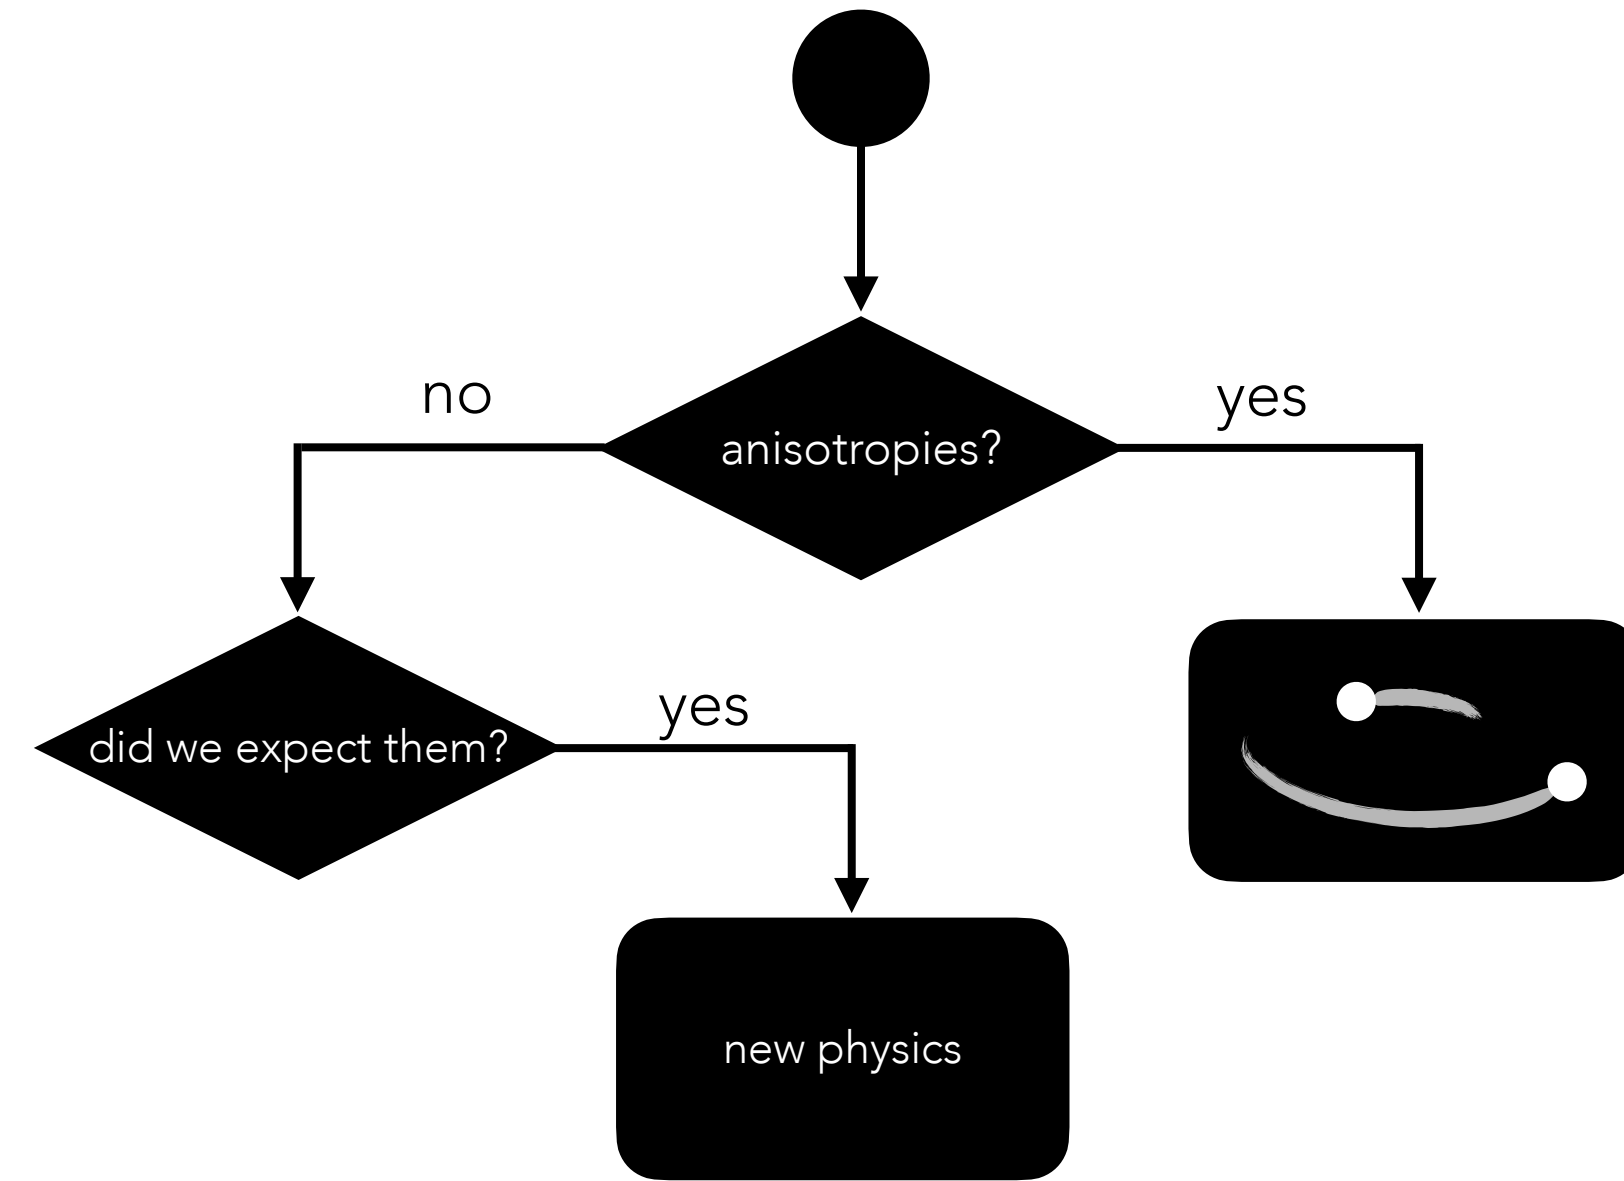 no
yes
anisotropies?
yes
did we expect them?
new physics